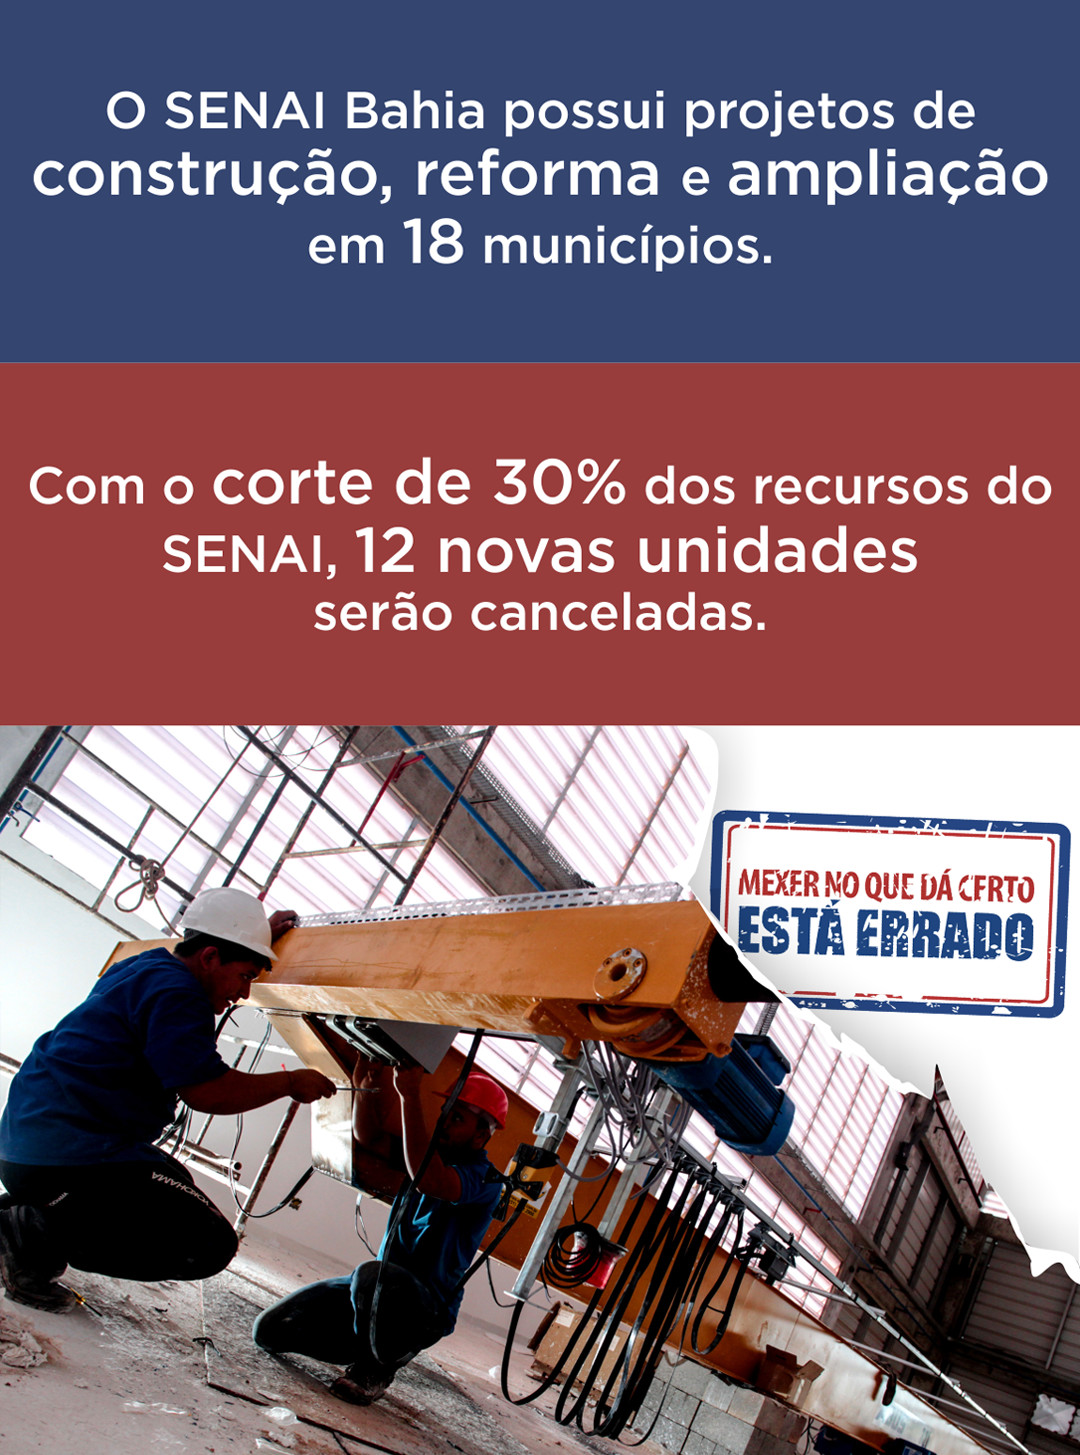 O SENAI Bahia possui projetos de
construção, reforma e ampliação
em 18 municípios.
Com o corte de 30% dos recursos do
SENAI, 12 novas unidades
serão canceladas.
MEXER NO QUE DÁ CERTO
ESTÁ ERRADO